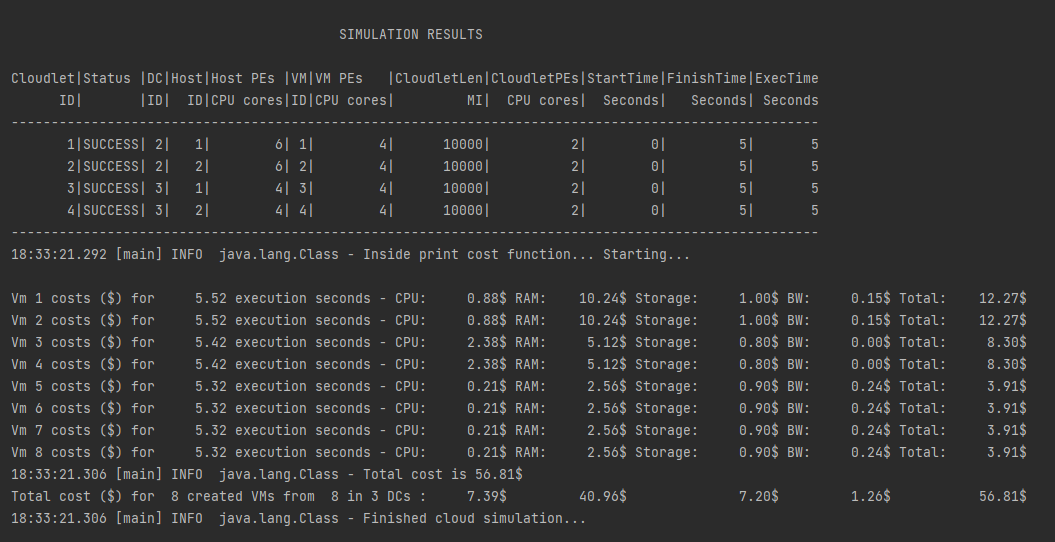 SIMULATION RESULTS
Cloudlet|Status |DC|Host|Host PEs |VM|VM PEs   |CloudletLen|CloudletPEs|StartTime|FinishTime|ExecTime
      ID|       |ID|  ID|CPU cores|ID|CPU cores|         MI|  CPU cores|  Seconds|   Seconds| Seconds
-----------------------------------------------------------------------------------------------------
       1|SUCCESS| 2|   1|        6| 1|        4|      10000|          2|        0|         5|       5
       2|SUCCESS| 2|   2|        6| 2|        4|      10000|          2|        0|         5|       5
       3|SUCCESS| 3|   1|        4| 3|        4|      10000|          2|        0|         5|       5
       4|SUCCESS| 3|   2|        4| 4|        4|      10000|          2|        0|         5|       5
-----------------------------------------------------------------------------------------------------
18:33:21.292 [main] INFO  java.lang.Class - Inside print cost function... Starting...
Vm 1 costs ($) for     5.52 execution seconds - CPU:     0.88$ RAM:    10.24$ Storage:     1.00$ BW:     0.15$ Total:    12.27$
Vm 2 costs ($) for     5.52 execution seconds - CPU:     0.88$ RAM:    10.24$ Storage:     1.00$ BW:     0.15$ Total:    12.27$
Vm 3 costs ($) for     5.42 execution seconds - CPU:     2.38$ RAM:     5.12$ Storage:     0.80$ BW:     0.00$ Total:     8.30$
Vm 4 costs ($) for     5.42 execution seconds - CPU:     2.38$ RAM:     5.12$ Storage:     0.80$ BW:     0.00$ Total:     8.30$
Vm 5 costs ($) for     5.32 execution seconds - CPU:     0.21$ RAM:     2.56$ Storage:     0.90$ BW:     0.24$ Total:     3.91$
Vm 6 costs ($) for     5.32 execution seconds - CPU:     0.21$ RAM:     2.56$ Storage:     0.90$ BW:     0.24$ Total:     3.91$
Vm 7 costs ($) for     5.32 execution seconds - CPU:     0.21$ RAM:     2.56$ Storage:     0.90$ BW:     0.24$ Total:     3.91$
Vm 8 costs ($) for     5.32 execution seconds - CPU:     0.21$ RAM:     2.56$ Storage:     0.90$ BW:     0.24$ Total:     3.91$
18:33:21.306 [main] INFO  java.lang.Class - Total cost is 56.81$
Total cost ($) for  8 created VMs from  8 in 3 DCs :     7.39$         40.96$              7.20$         1.26$           56.81$
18:33:21.306 [main] INFO  java.lang.Class - Finished cloud simulation...